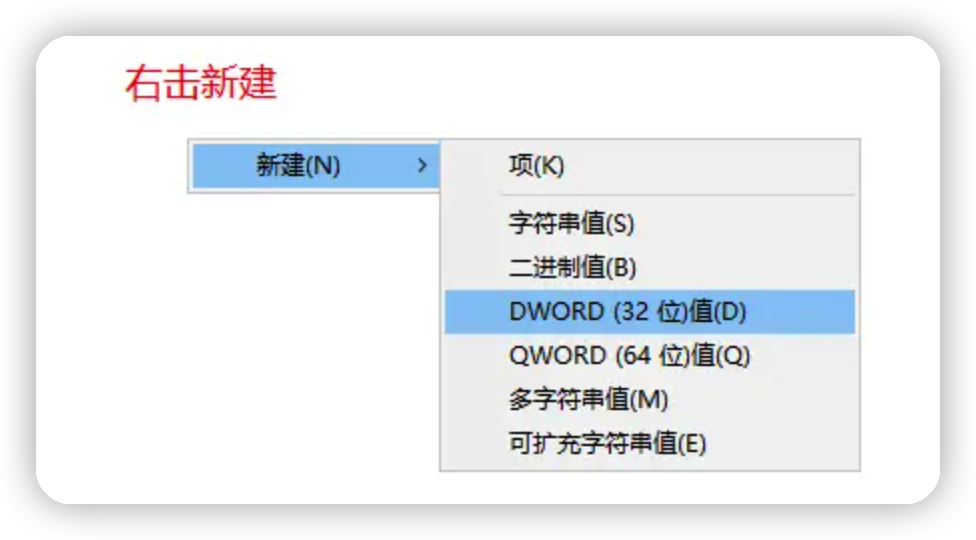 右击新建
新建(N)
项(K)
字符串值(S)
二进制值(B)
DWORD (32 位)值(D)
QWORD (64 位)值(Q)
多字符串值(M)
可扩充字符串值(E)